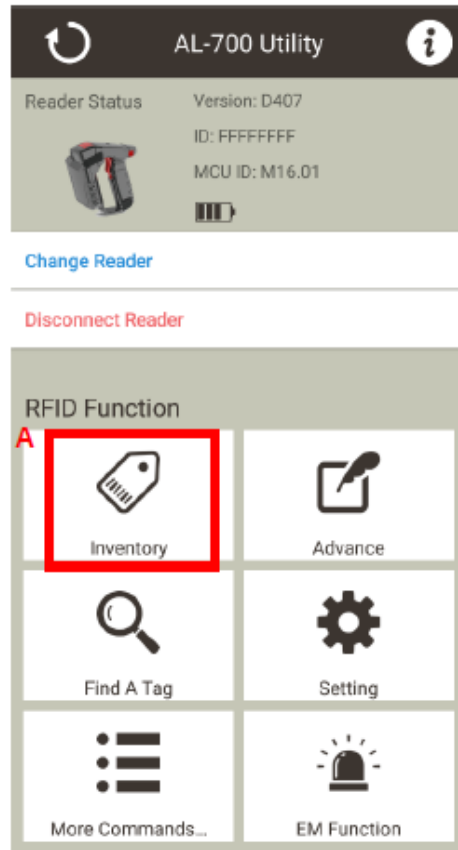 AL-700 Utility
Reader Status
Version: D407
ID: FFFFFFFF
MCU ID: M16.01
Change Reader
Disconnect Reader
RFID Function
A
Inventory
Advance
Find A Tag
Setting
More Commands...
EM Function